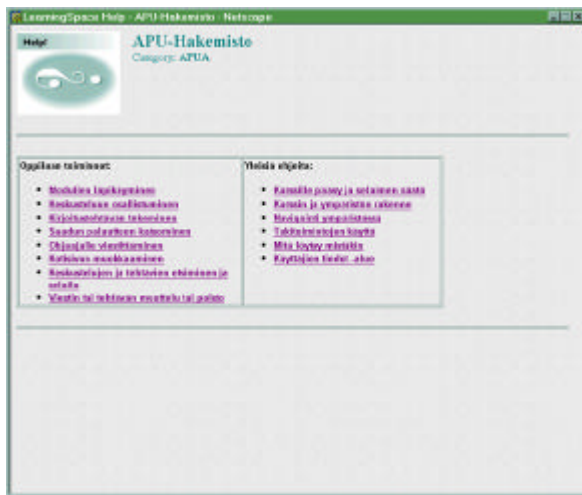 LearningSpace Help - APU-Hakemisto - Netscape
Help!
APU-Hakemisto
Category: APUA
Oppilaan toiminnot:
Modulien läpikäyminen
Keskusteluun osallistuminen
Kirjoitustehtävän tekeminen
Saadun palautteen katsominen
Ohjaajalle viestittäminen
Kotisivun muokkaaminen
Keskustelujen ja tehtävien etsiminen ja
selailu
Viestin tai tehtävän muuttelu tai poisto
Yleisiä ohjeita:
Kurssille pääsy ja selaimen säätö
Kurssin ja ympäristön rakenne
Navigointi ympäristössä
Tukitoimintojen käyttö
Mitä löytyy mistäkin
Käyttäjien tiedot -alue